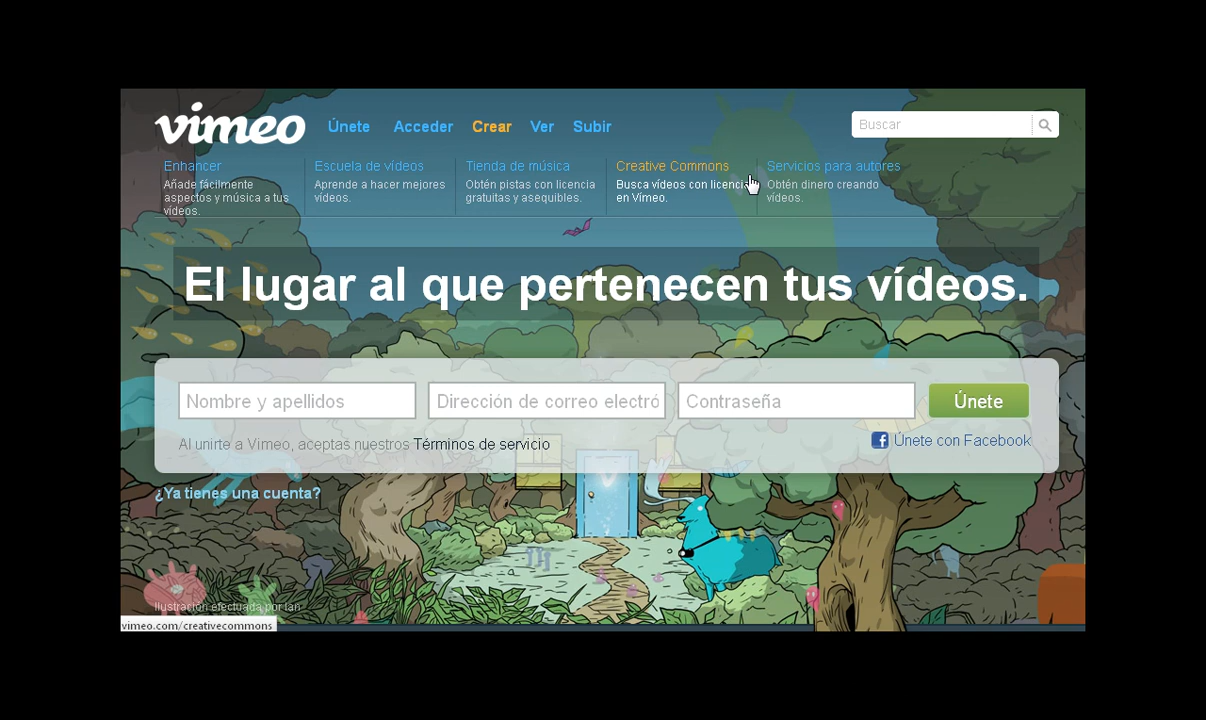 vimeo
Únete Acceder Crear Ver Subir
Buscar
Enhancer
Añade fácilmente
aspectos y música a tus
vídeos.
Escuela de vídeos
Aprende a hacer mejores
vídeos.
Tienda de música
Obtén pistas con licencia
gratuitas y asequibles.
Creative Commons
Busca vídeos con licencia
en Vimeo.
Servicios para autores
Obtén dinero creando
vídeos.
El lugar al que pertenecen tus vídeos.
Nombre y apellidos
Dirección de correo electró
Contraseña
Únete
Al unirte a Vimeo, aceptas nuestros Términos de servicio
Únete con Facebook
¿Ya tienes una cuenta?
Ilustración efectuada por Ian
vimeo.com/creativecommons